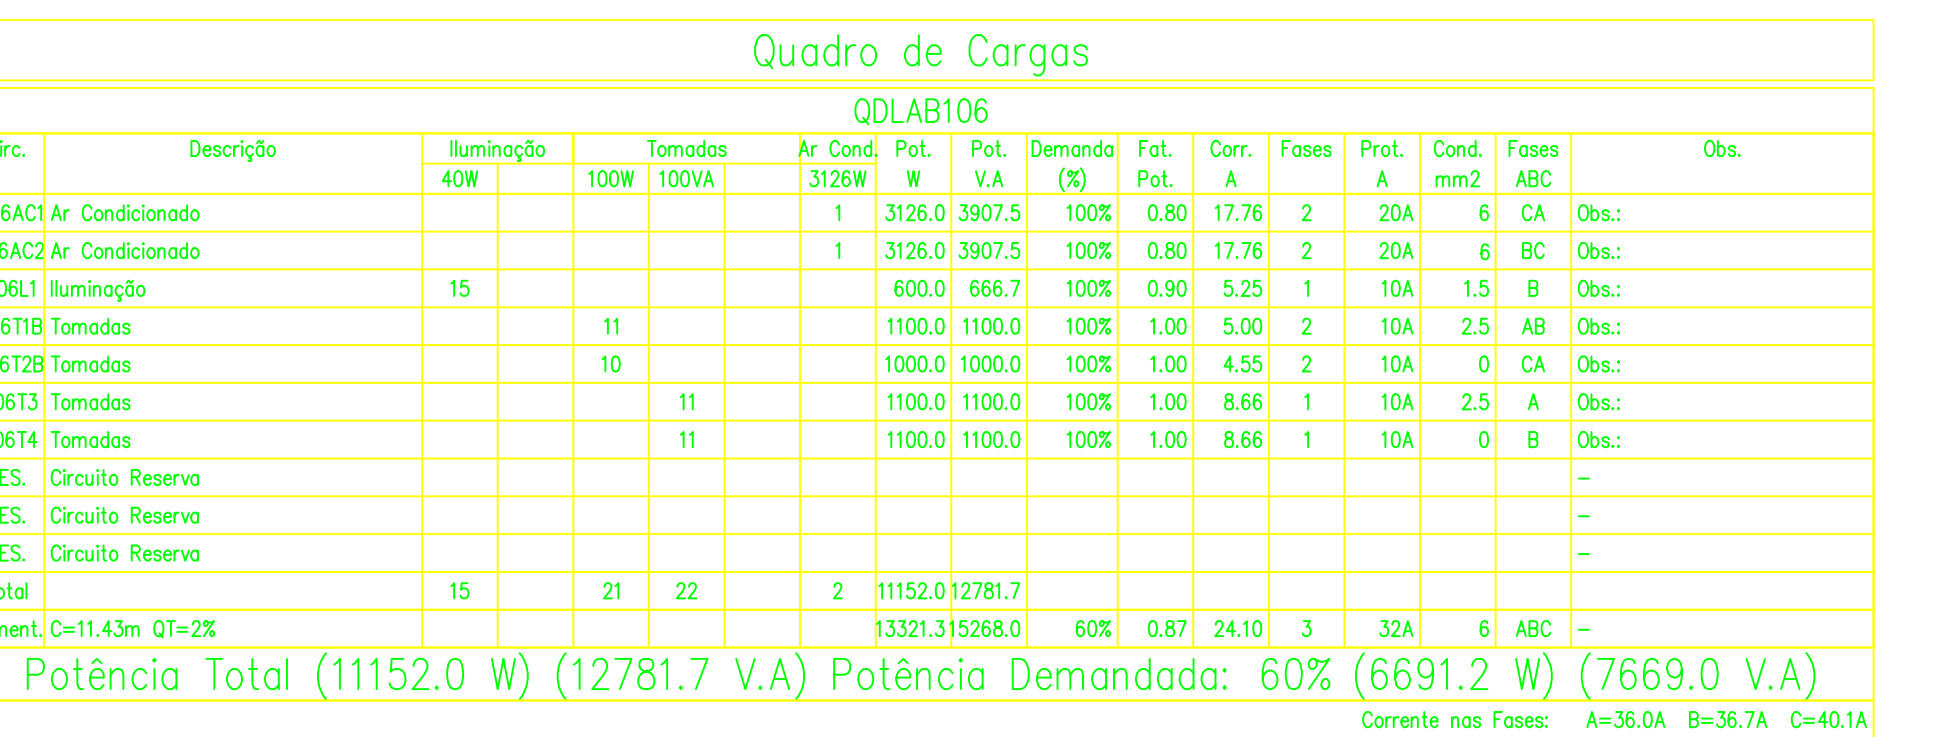 Quadro de Cargas
QDLAB106
irc. Descrição Iluminação Tomadas Ar Cond. Pot. Pot. Demanda Fat. Corr. Fases Prot. Cond. Fases Obs.
40W 100W 100VA 3126W W V.A (%) Pot. A A mm2 ABC
6AC1 Ar Condicionado 1 3126.0 3907.5 100% 0.80 17.76 2 20A 6 CA Obs.:
6AC2 Ar Condicionado 1 3126.0 3907.5 100% 0.80 17.76 2 20A 6 BC Obs.:
06L1 Iluminação 15 600.0 666.7 100% 0.90 5.25 1 10A 1.5 B Obs.:
6T1B Tomadas 11 1100.0 1100.0 100% 1.00 5.00 2 10A 2.5 AB Obs.:
6T2B Tomadas 10 1000.0 1000.0 100% 1.00 4.55 2 10A 0 CA Obs.:
06T3 Tomadas 11 1100.0 1100.0 100% 1.00 8.66 1 10A 2.5 A Obs.:
06T4 Tomadas 11 1100.0 1100.0 100% 1.00 8.66 1 10A 0 B Obs.:
ES. Circuito Reserva -
ES. Circuito Reserva -
ES. Circuito Reserva -
otal 15 21 22 2 11152.0 12781.7
ment. C=11.43m QT=2% 13321.3 15268.0 60% 0.87 24.10 3 32A 6 ABC -
Potência Total (11152.0 W) (12781.7 V.A) Potência Demandada: 60% (6691.2 W) (7669.0 V.A)
Corrente nas Fases: A=36.0A B=36.7A C=40.1A